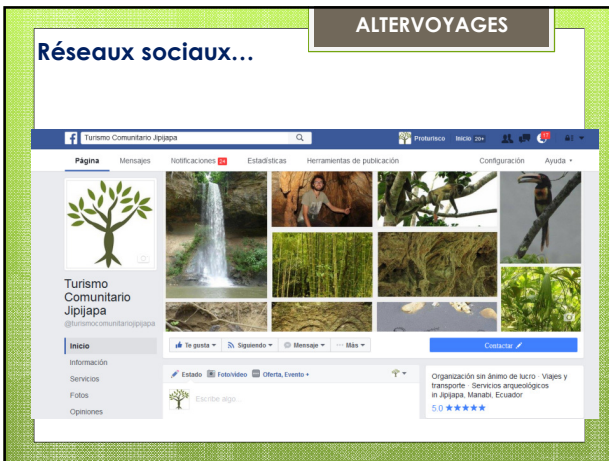 ALTERVOYAGES
Réseaux sociaux...
Turismo Comunitario Jipijapa
Proturisco Inicio 20+
Página Mensajes Notificaciones 24 Estadísticas Herramientas de publicación Configuración Ayuda
Turismo
Comunitario
Jipijapa
@turismocomunitariojipijapa
Inicio
Información
Servicios
Fotos
Opiniones
Te gusta Siguiendo Mensaje Más
Contactar
Estado Foto/video Oferta, Evento +
Escribe algo...
Organización sin ánimo de lucro · Viajes y
transporte · Servicios arqueológicos
in Jipijapa, Manabi, Ecuador
5.0 ★★★★★